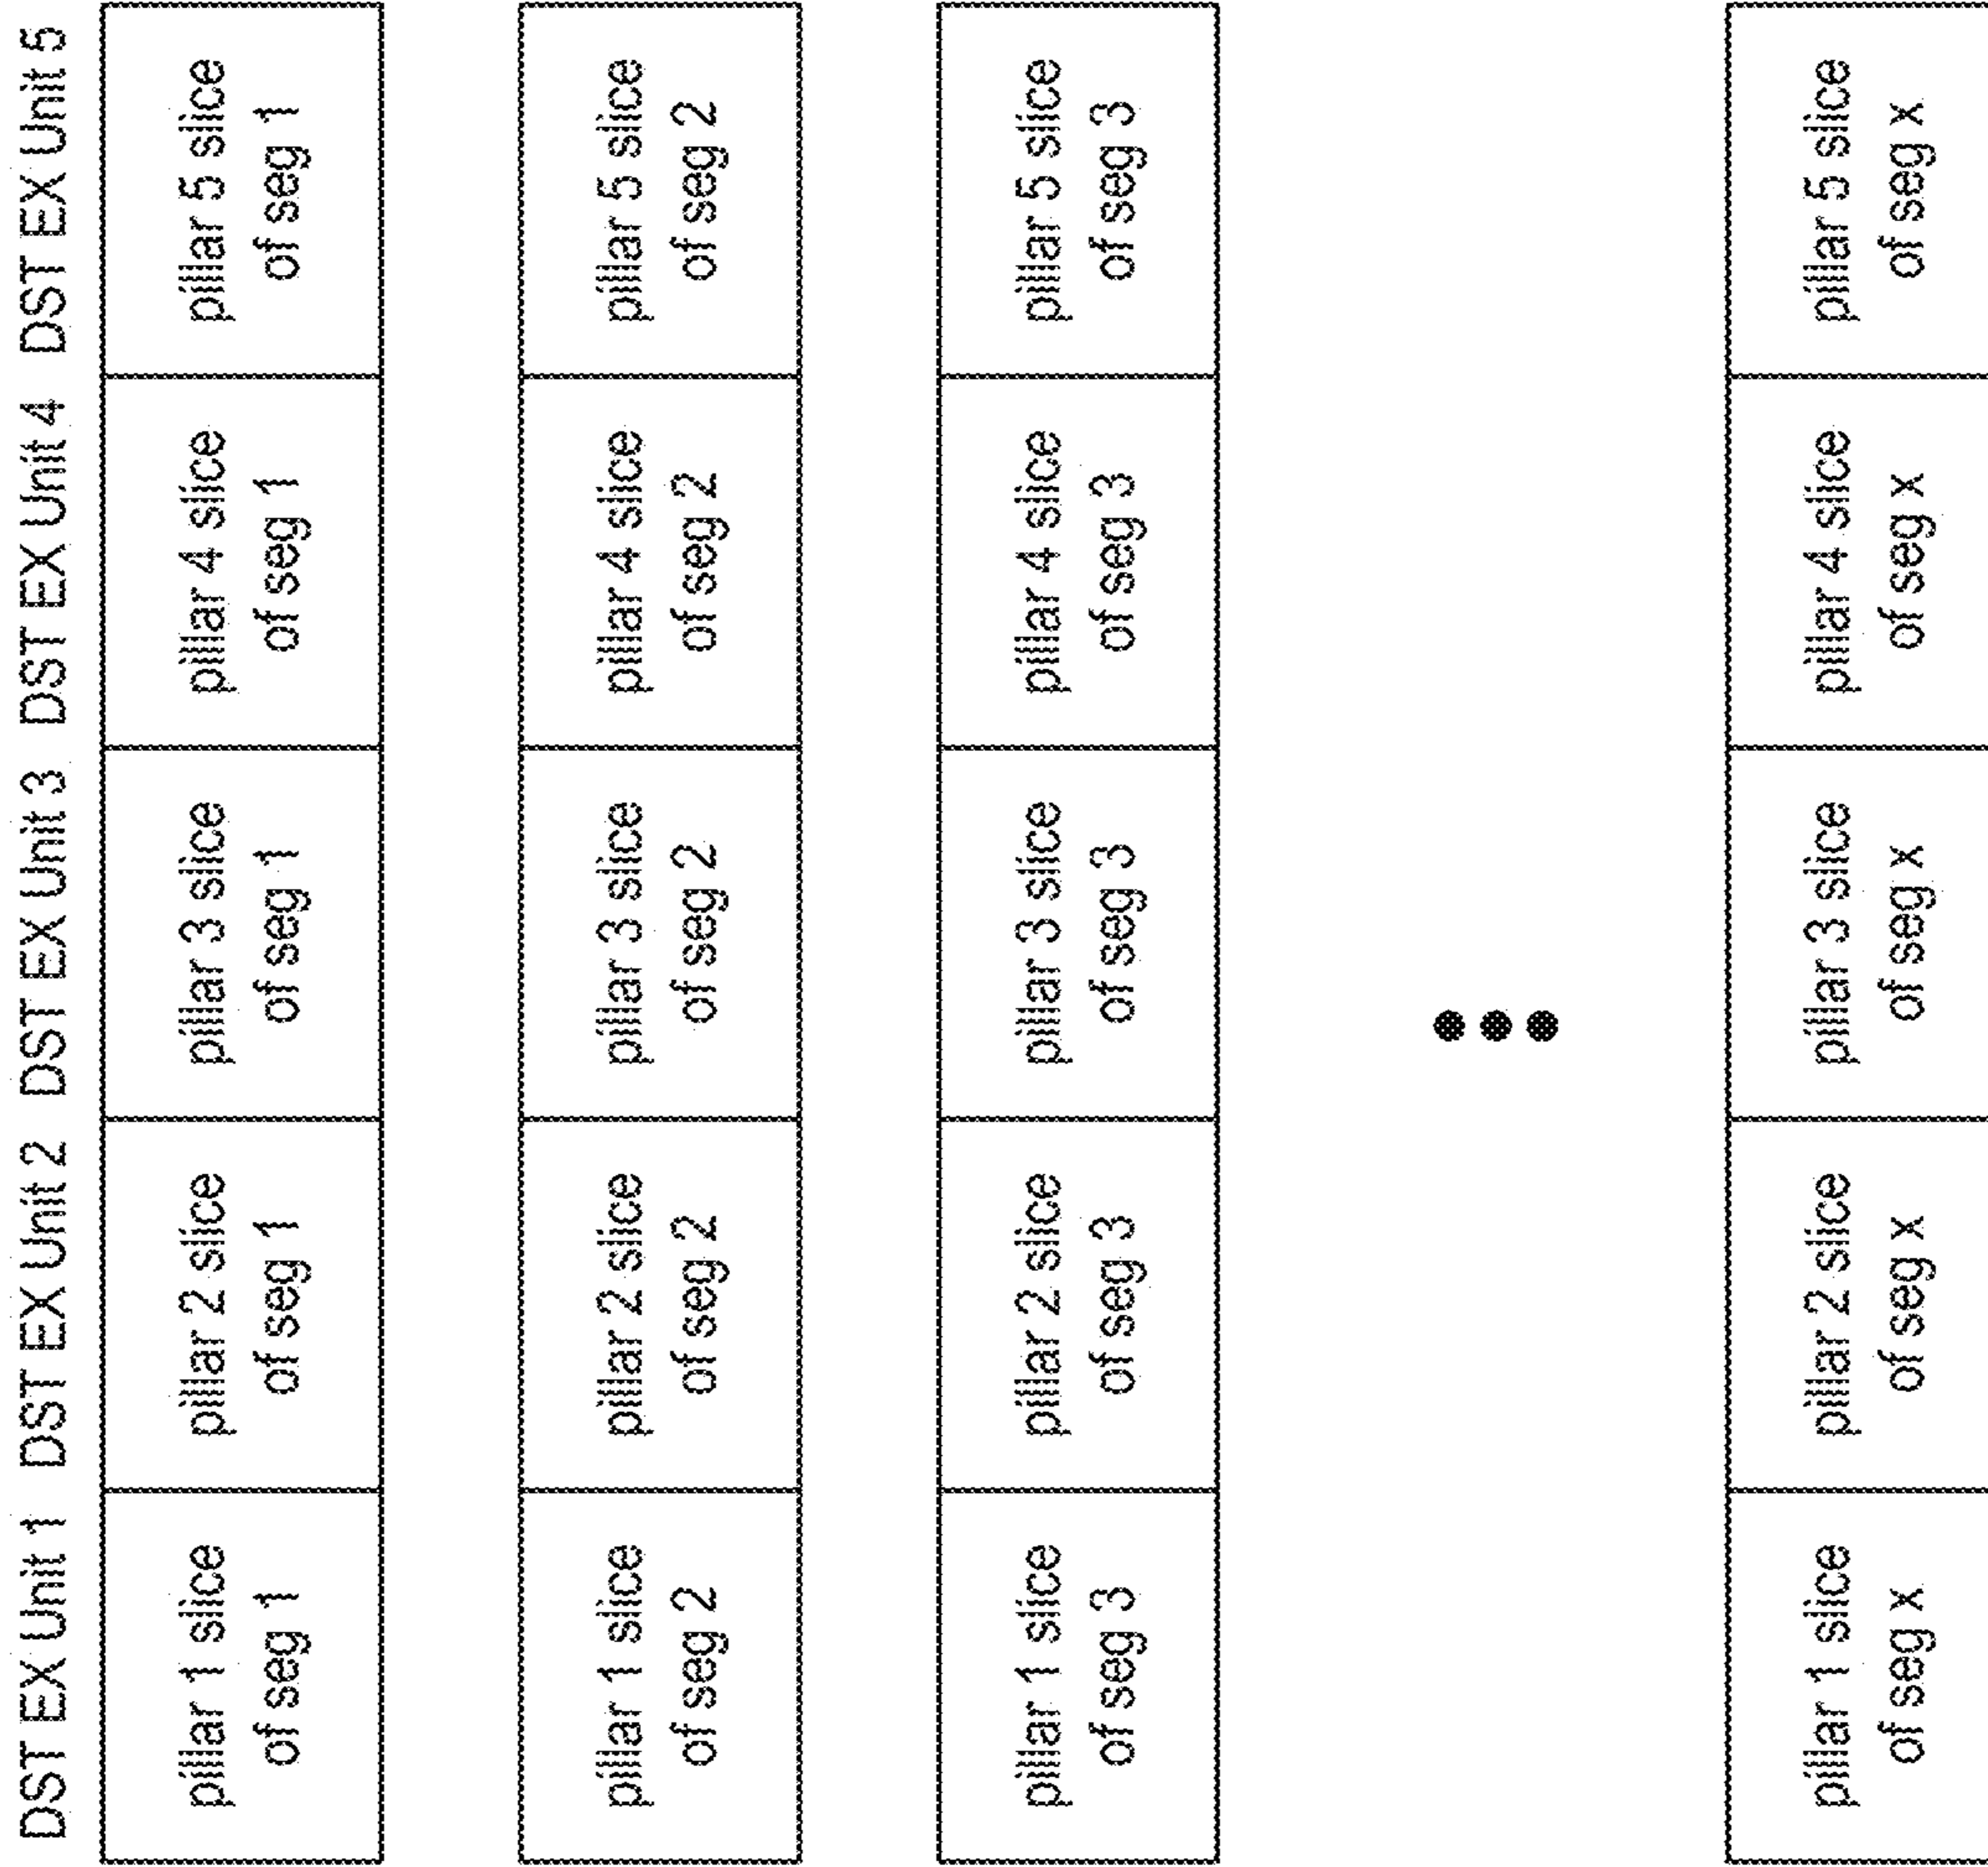 DST EX Unit 1 DST EX Unit 2 DST EX Unit 3 DST EX Unit 4 DST EX Unit 5
pillar 1 slice
of seg 1
pillar 2 slice
of seg 1
pillar 3 slice
of seg 1
pillar 4 slice
of seg 1
pillar 5 slice
of seg 1
pillar 1 slice
of seg 2
pillar 2 slice
of seg 2
pillar 3 slice
of seg 2
pillar 4 slice
of seg 2
pillar 5 slice
of seg 2
pillar 1 slice
of seg 3
pillar 2 slice
of seg 3
pillar 3 slice
of seg 3
pillar 4 slice
of seg 3
pillar 5 slice
of seg 3
pillar 1 slice
of seg x
pillar 2 slice
of seg x
pillar 3 slice
of seg x
pillar 4 slice
of seg x
pillar 5 slice
of seg x